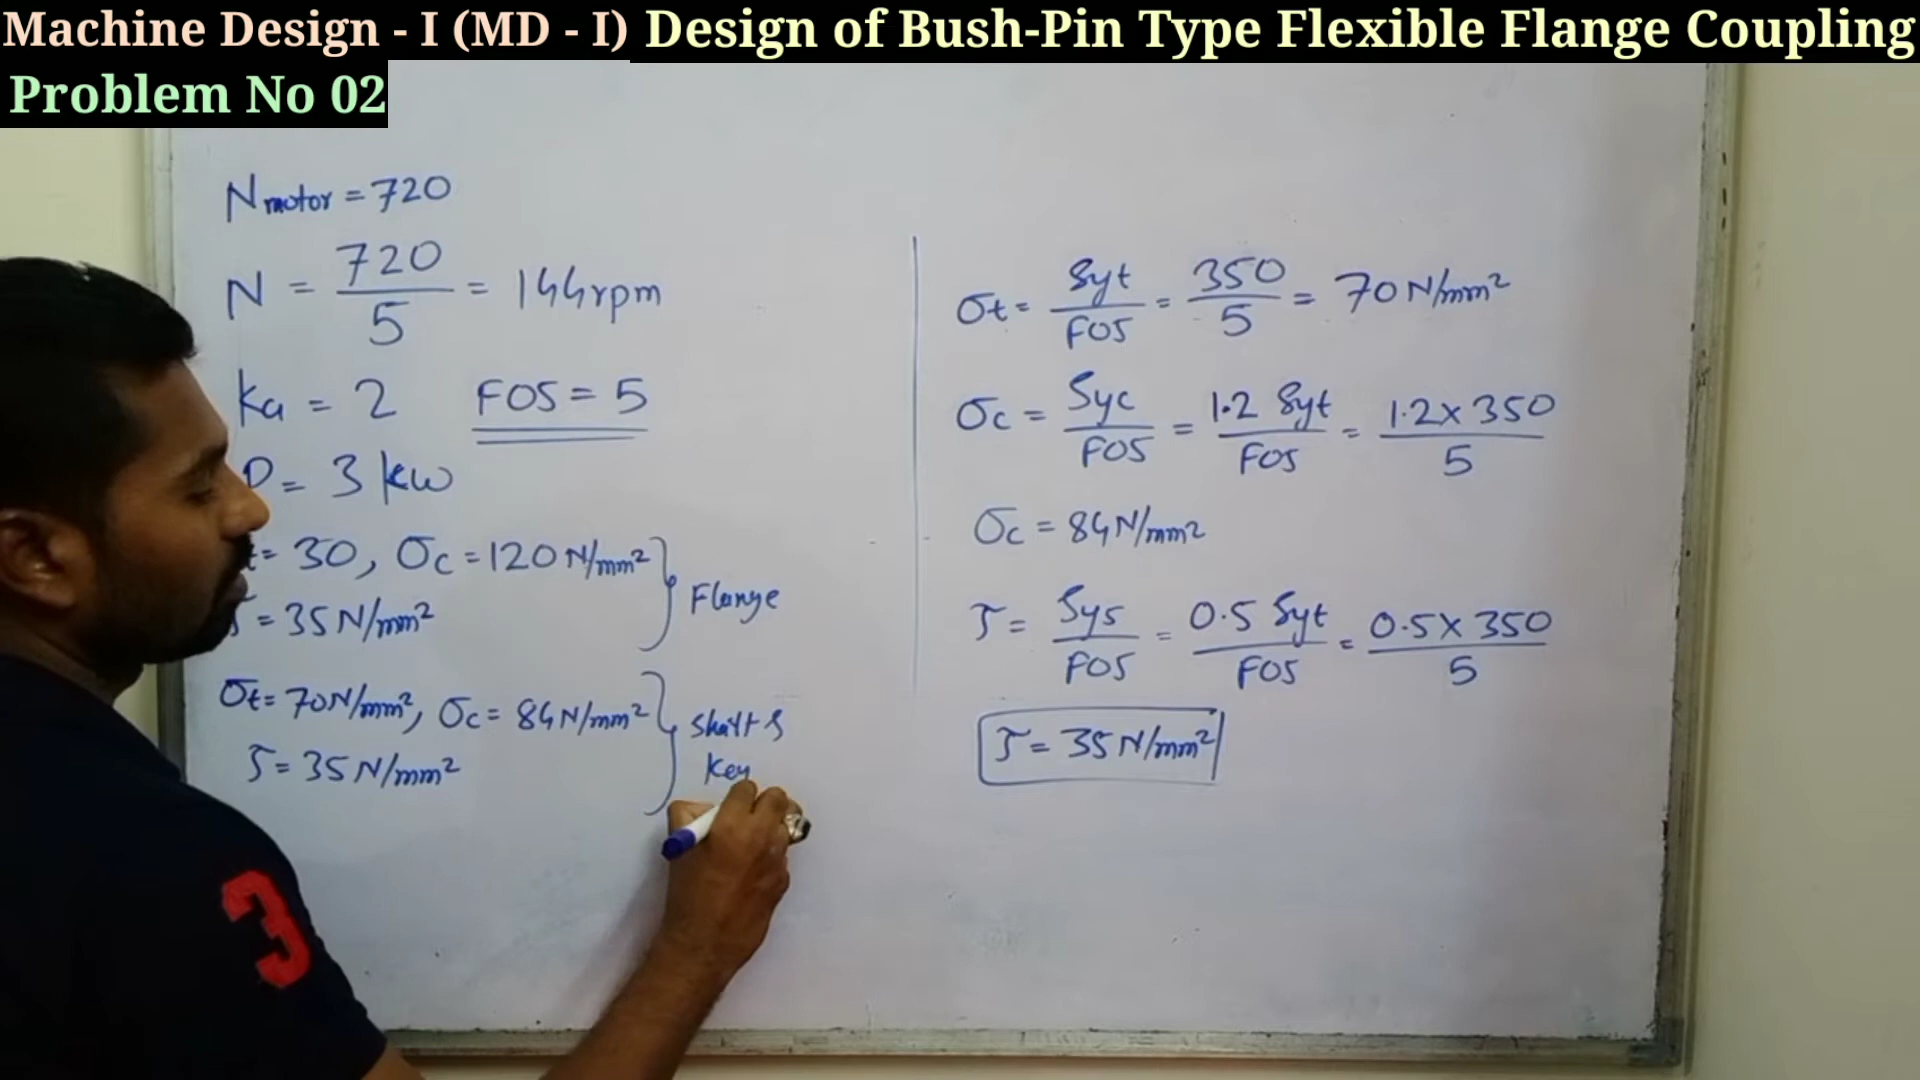 Machine Design - I (MD - I) Design of Bush-Pin Type Flexible Flange Coupling
Problem No 02
N motor = 720
N = 720/5 = 144rpm
Ka = 2 FOS = 5
P = 3 kW
= 30, σc = 120 N/mm²
= 35 N/mm²
Flange
σt = 70 N/mm², σc = 84 N/mm²
τ = 35 N/mm²
Shaft &
Key
σt = Syt/FOS = 350/5 = 70 N/mm²
σc = Syc/FOS = 1.2 Syt/FOS = 1.2 x 350/5
σc = 84 N/mm²
τ = Sys/FOS = 0.5 Syt/FOS = 0.5 x 350/5
τ = 35 N/mm²
3